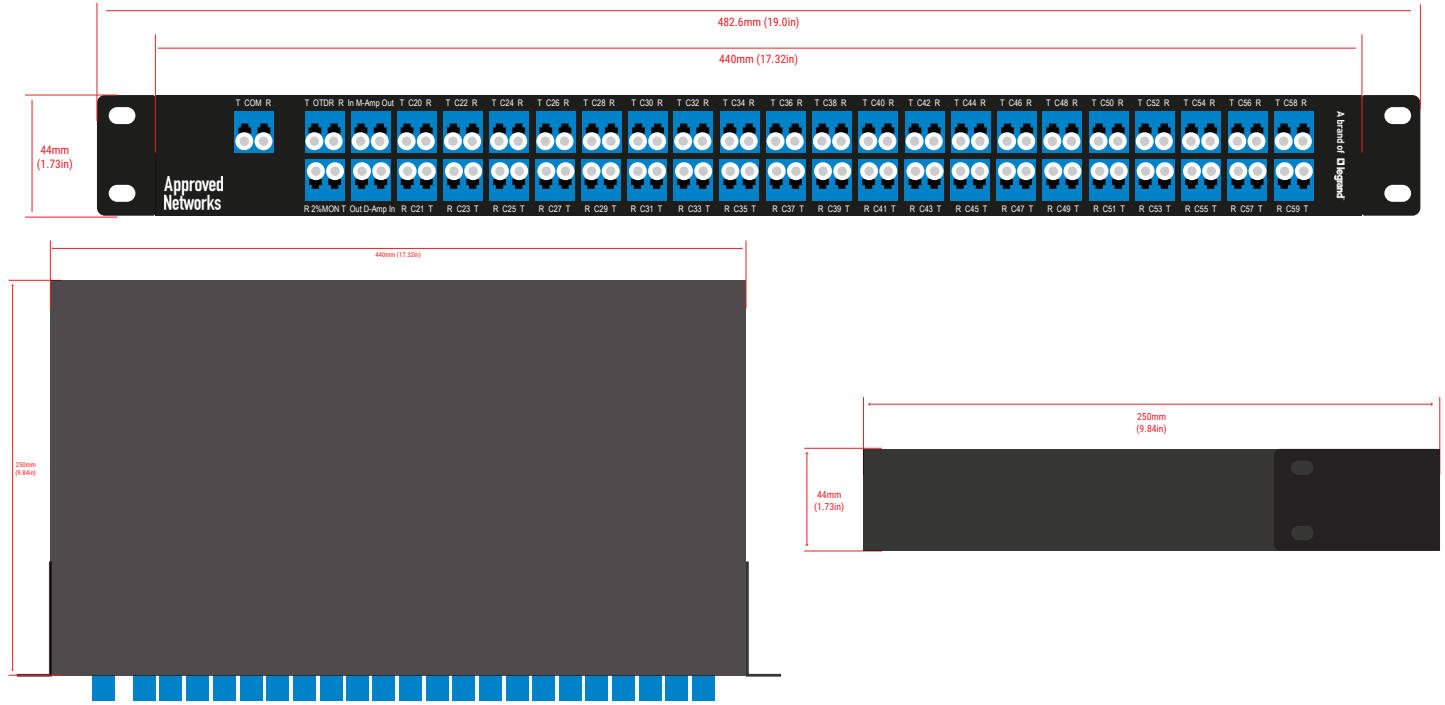 482.6mm (19.0in)
440mm (17.32in)
44mm
(1.73in)
T COM R T OTDR R In M-Amp Out T C20 R T C22 R T C24 R T C26 R T C28 R T C30 R T C32 R T C34 R T C36 R T C38 R T C40 R T C42 R T C44 R T C46 R T C48 R T C50 R T C52 R T C54 R T C56 R T C58 R
A brand of legrand
Approved
Networks
R 2%MON T Out D-Amp In R C21 T R C23 T R C25 T R C27 T R C29 T R C31 T R C33 T R C35 T R C37 T R C39 T R C41 T R C43 T R C45 T R C47 T R C49 T R C51 T R C53 T R C55 T R C57 T R C59 T
440mm (17.32in)
250mm
(9.84in)
250mm
(9.84in)
44mm
(1.73in)